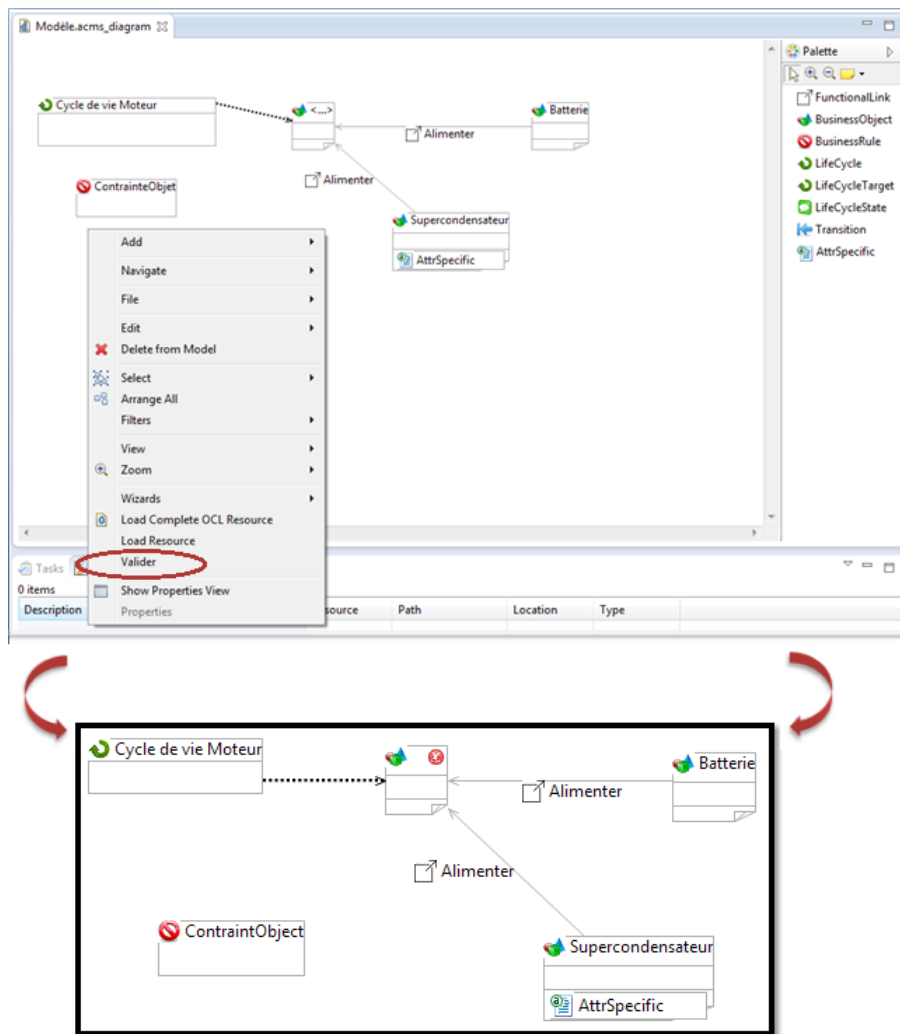 Modèle.acms_diagram
Palette
Cycle de vie Moteur
<...>
Batterie
Alimenter
ContrainteObjet
Alimenter
Supercondensateur
AttrSpecific
FunctionalLink
BusinessObject
BusinessRule
LifeCycle
LifeCycleTarget
LifeCycleState
Transition
AttrSpecific
Add
Navigate
File
Edit
Delete from Model
Select
Arrange All
Filters
View
Zoom
Wizards
Load Complete OCL Resource
Load Resource
Valider
Show Properties View
Properties
Tasks
0 items
Description
Path
Location
Type
Cycle de vie Moteur
Batterie
Alimenter
Alimenter
ContraintObject
Supercondensateur
AttrSpecific